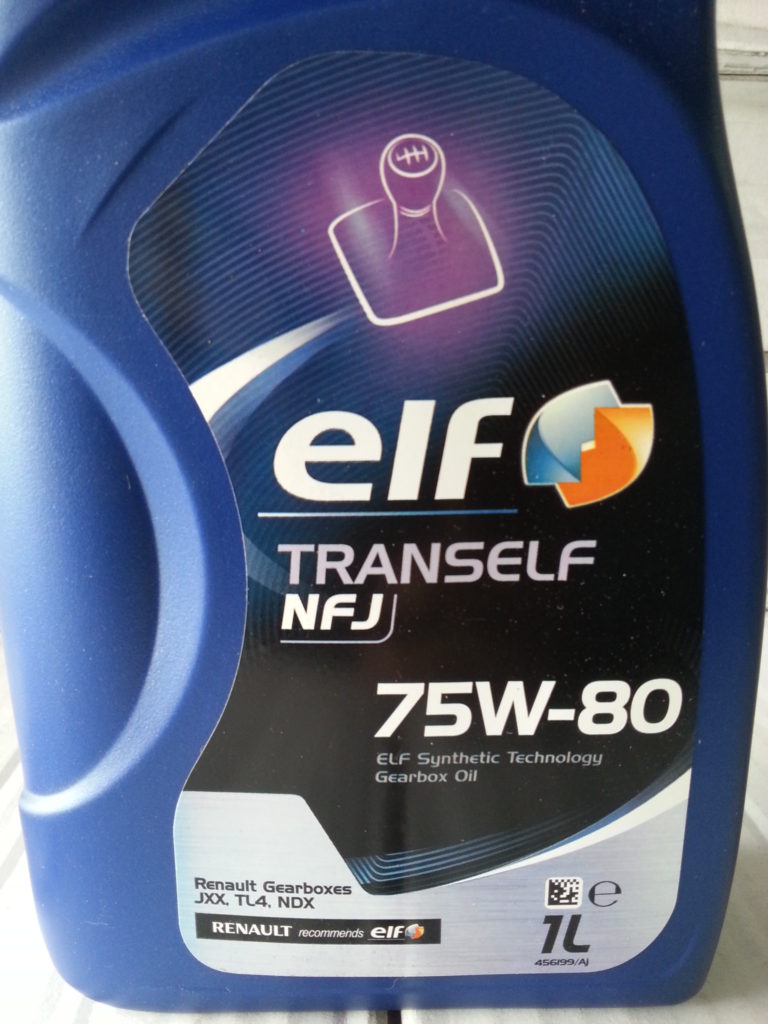 elf
TRANSELF
NFJ
75W-80
ELF Synthetic Technology
Gearbox Oil
Renault Gearboxes
JXX, TL4, NDX
RENAULT recommends elf
e
1L
456199/AJ